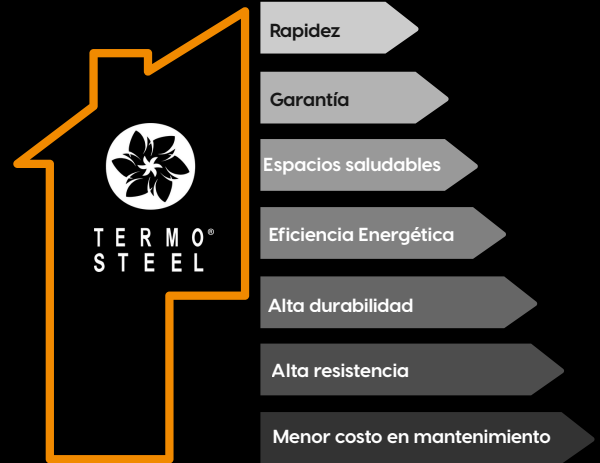 TERMO®
STEEL
Rapidez
Garantía
Espacios saludables
Eficiencia Energética
Alta durabilidad
Alta resistencia
Menor costo en mantenimiento